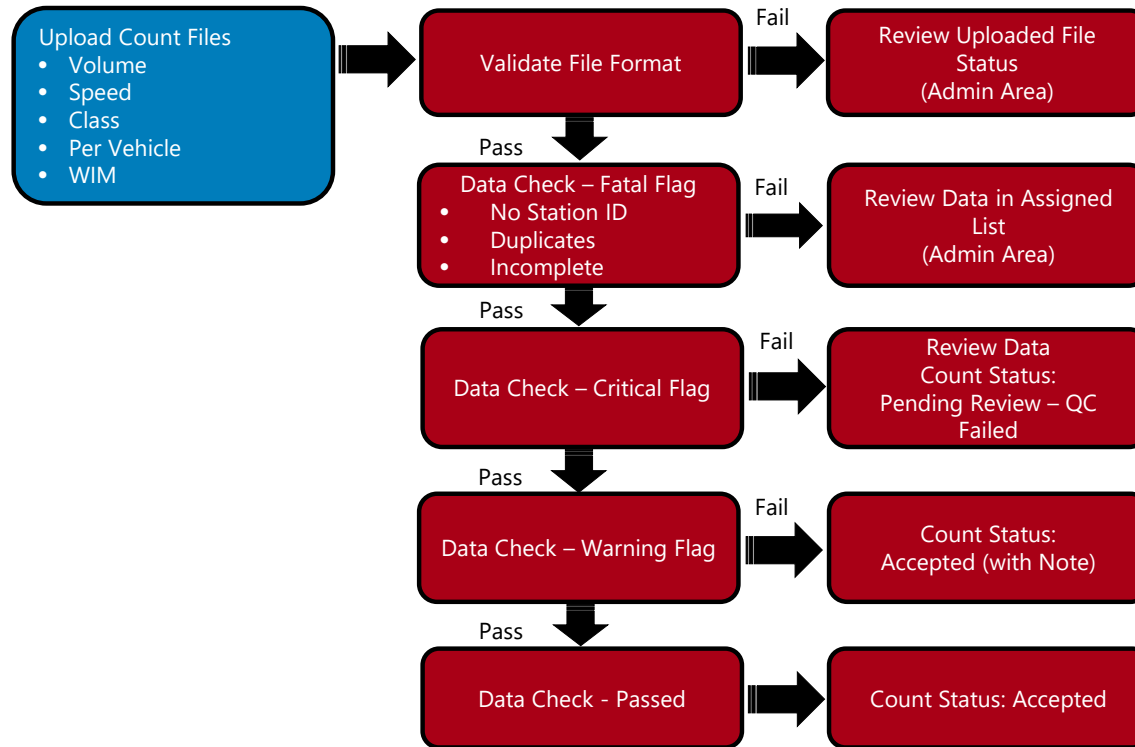 Upload Count Files
• Volume
• Speed
• Class
• Per Vehicle
• WIM
Validate File Format
Fail
Review Uploaded File
Status
(Admin Area)
Pass
Data Check – Fatal Flag
• No Station ID
• Duplicates
• Incomplete
Fail
Review Data in Assigned
List
(Admin Area)
Pass
Data Check – Critical Flag
Fail
Review Data
Count Status:
Pending Review – QC
Failed
Pass
Data Check – Warning Flag
Fail
Count Status:
Accepted (with Note)
Pass
Data Check - Passed
Count Status: Accepted